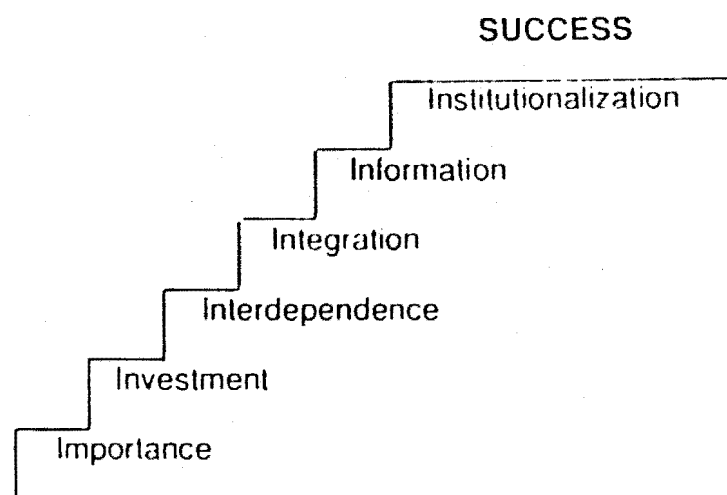 SUCCESS
Institutionalization
Information
Integration
Interdependence
Investment
Importance